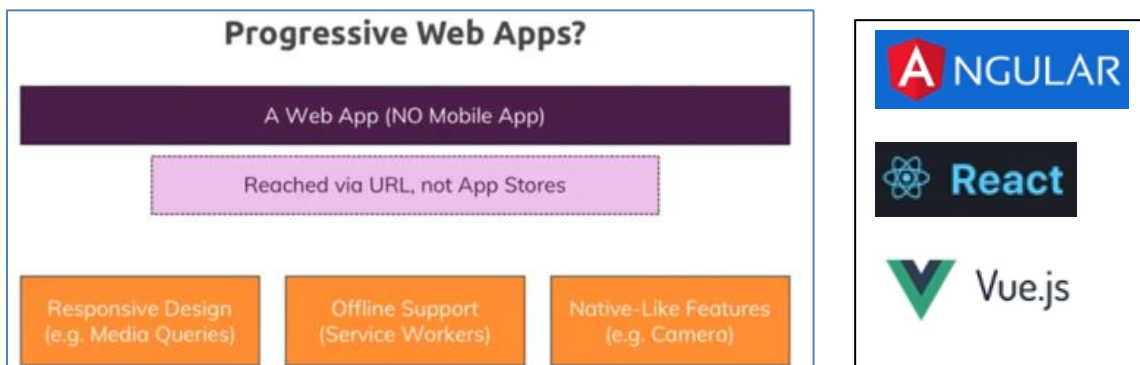 Progressive Web Apps?
A Web App (NO Mobile App)
Reached via URL, not App Stores
Responsive Design
(e.g. Media Queries)
Offline Support
(Service Workers)
Native-Like Features
(e.g. Camera)
ANGULAR
React
Vue.js